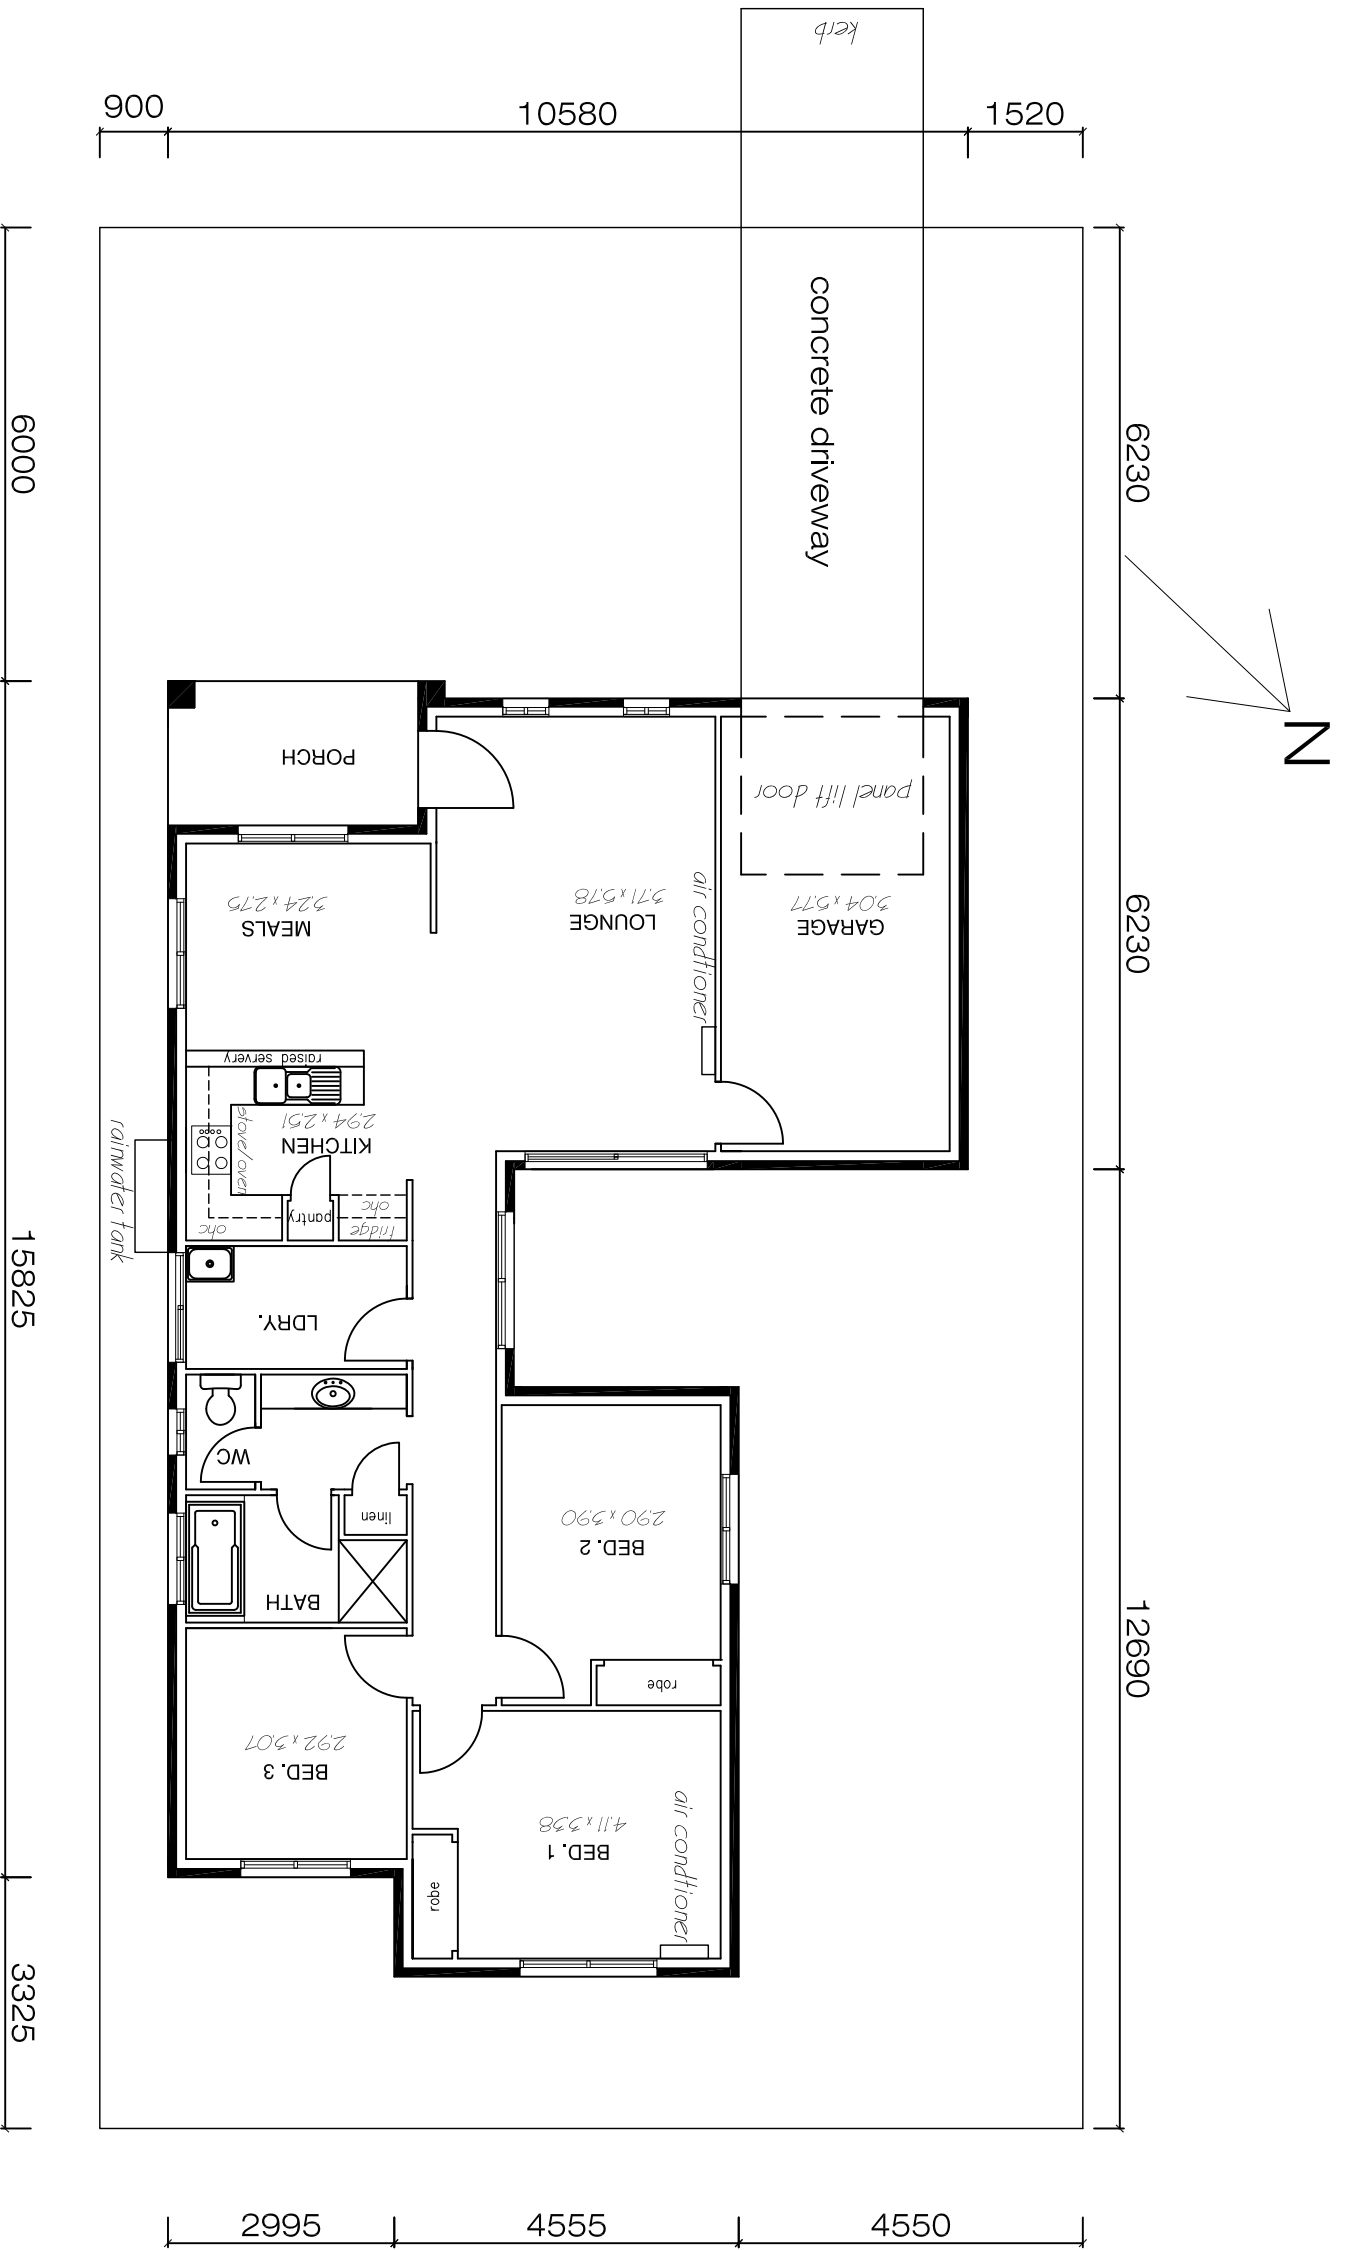 kerb
900
10580
1520
concrete driveway
6000
6230
N
PORCH
panel lift door
3.24 x 2.75
MEALS
3.71 x 5.78
LOUNGE
air condtioner
3.04 x 5.77
GARAGE
6230
raised servery
2.94 x 2.51
KITCHEN
stove/oven
rainwater tank
pantry
ohc
fridge
ohc
15825
LDRY.
WC
linen
BATH
2.90 x 3.90
BED. 2
robe
12690
2.92 x 3.07
BED. 3
4.11 x 3.38
BED. 1
air condtioner
robe
3325
2995
4555
4550